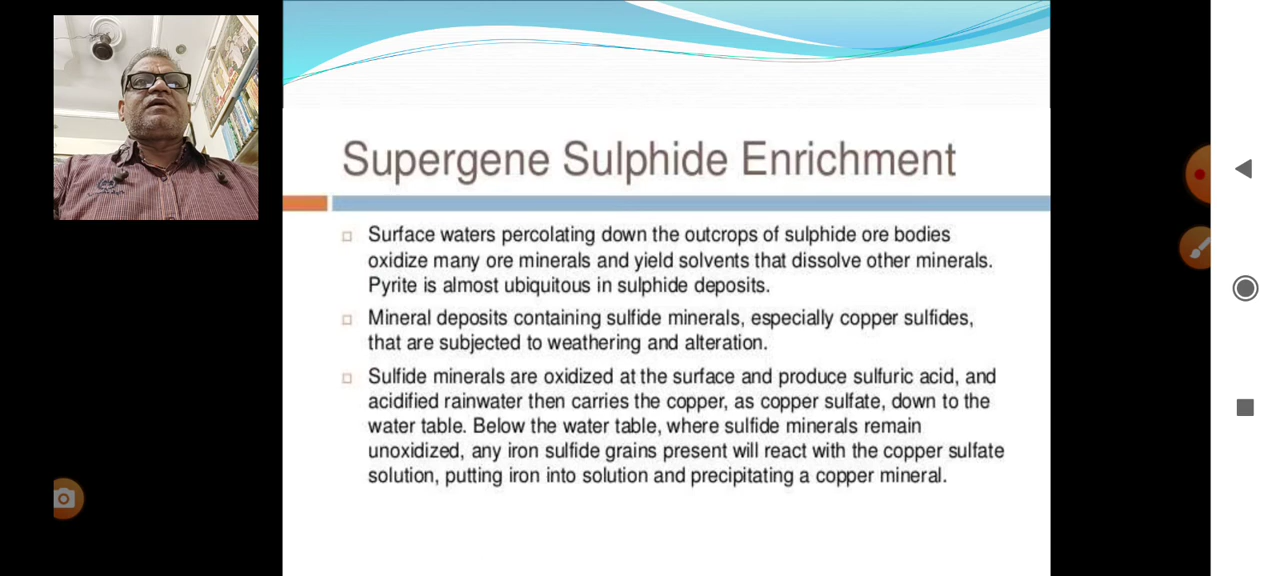 Supergene Sulphide Enrichment
Surface waters percolating down the outcrops of sulphide ore bodies
oxidize many ore minerals and yield solvents that dissolve other minerals.
Pyrite is almost ubiquitous in sulphide deposits.
Mineral deposits containing sulfide minerals, especially copper sulfides,
that are subjected to weathering and alteration.
Sulfide minerals are oxidized at the surface and produce sulfuric acid, and
acidified rainwater then carries the copper, as copper sulfate, down to the
water table. Below the water table, where sulfide minerals remain
unoxidized, any iron sulfide grains present will react with the copper sulfate
solution, putting iron into solution and precipitating a copper mineral.